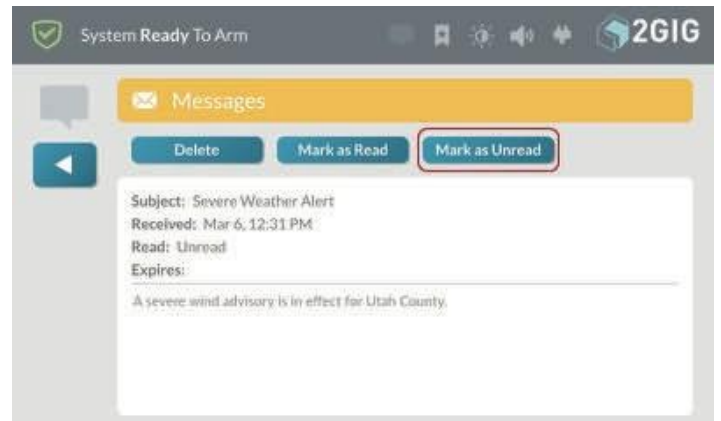 System Ready To Arm
2GIG
Messages
Delete
Mark as Read
Mark as Unread
Subject: Severe Weather Alert
Received: Mar 6, 12:31 PM
Read: Unread
Expires:
A severe wind advisory is in effect for Utah County.